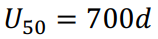 U₅₀ = 700d